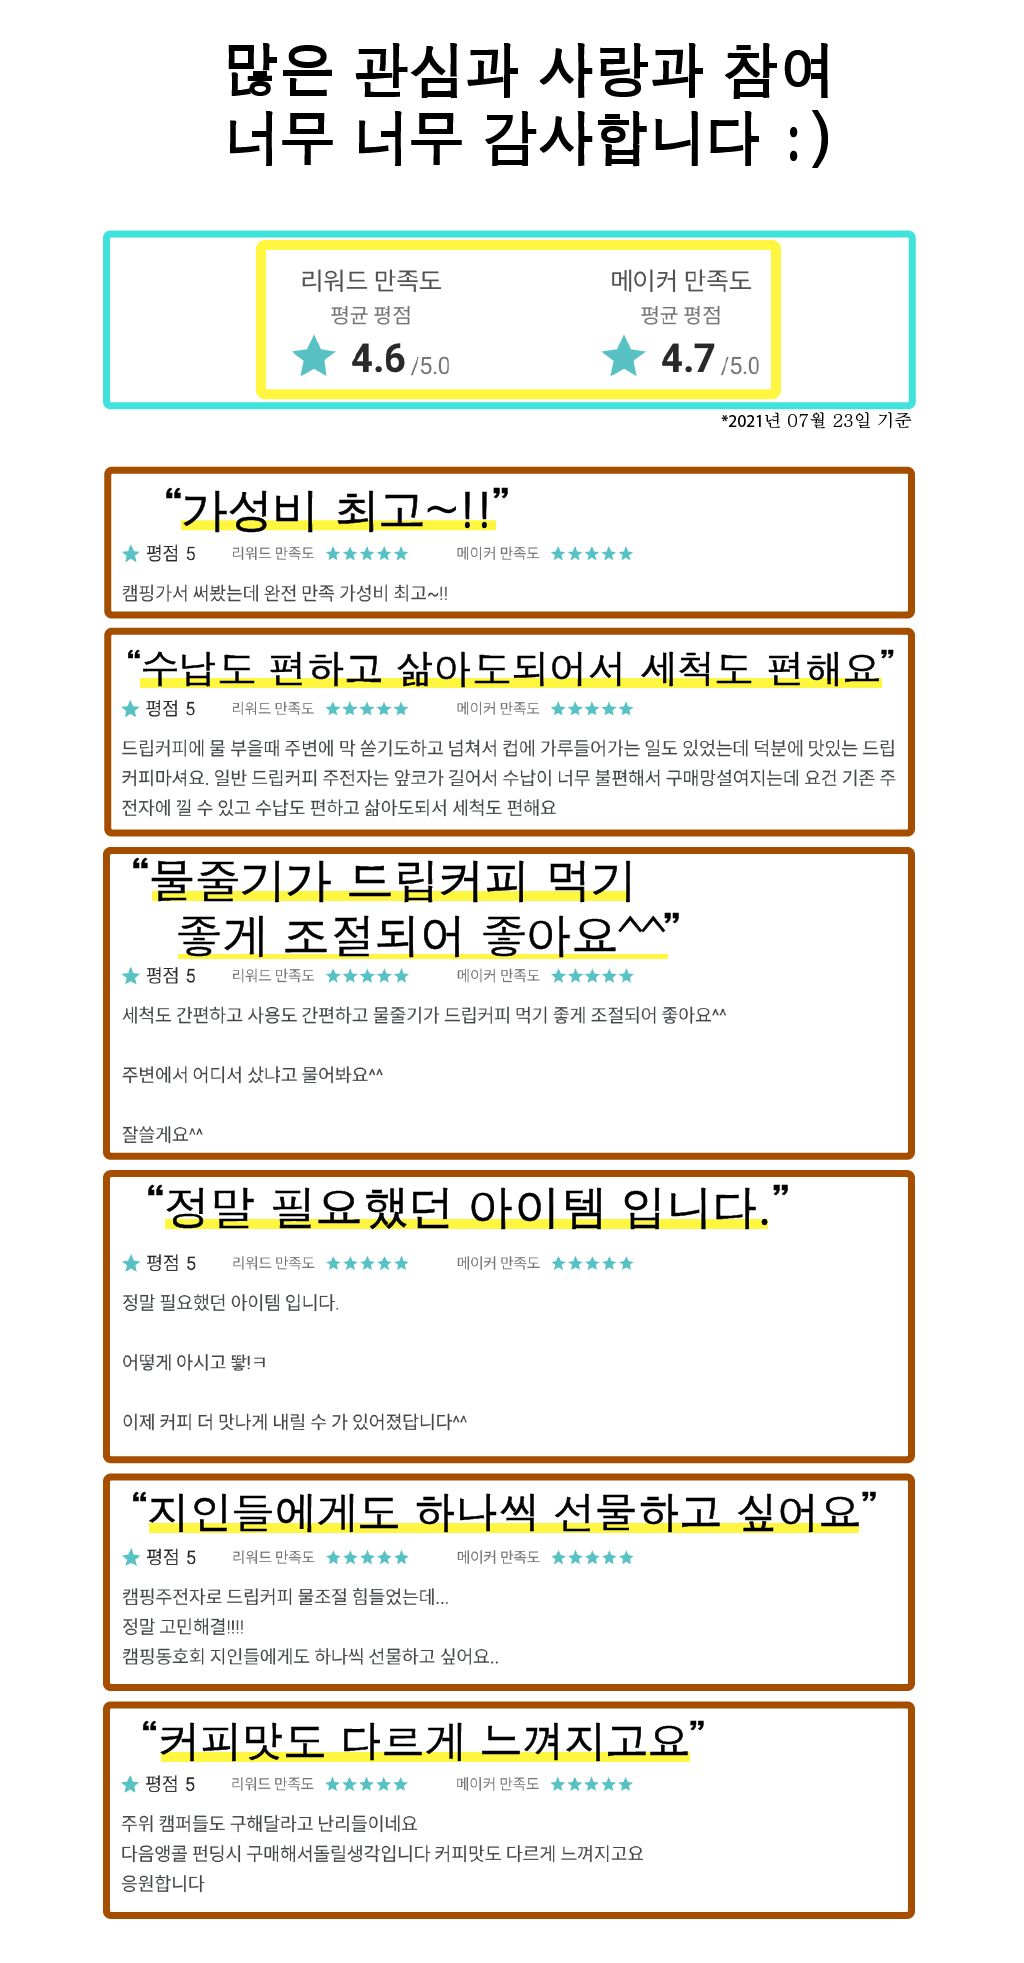 많은 관심과 사랑과 참여
너무 너무 감사합니다 :)
리워드 만족도 메이커 만족도
평균 평점 평균 평점
4.6 /5.0 4.7 /5.0
*2021년 07월 23일 기준
“가성비 최고~!!”
평점 5 리워드 만족도 메이커 만족도
캠핑가서 써봤는데 완전 만족 가성비 최고~!!
“수납도 편하고 삶아도되어서 세척도 편해요”
평점 5 리워드 만족도 메이커 만족도
드립커피에 물 부을때 주변에 막 쏟기도하고 넘쳐서 컵에 가루들어가는 일도 있었는데 덕분에 맛있는 드립
커피마셔요. 일반 드립커피 주전자는 앞코가 길어서 수납이 너무 불편해서 구매망설여지는데 요건 기존 주
전자에 낄 수 있고 수납도 편하고 삶아도되서 세척도 편해요
“물줄기가 드립커피 먹기
좋게 조절되어 좋아요^^”
평점 5 리워드 만족도 메이커 만족도
세척도 간편하고 사용도 간편하고 물줄기가 드립커피 먹기 좋게 조절되어 좋아요^^
주변에서 어디서 샀냐고 물어봐요^^
잘쓸게요^^
“정말 필요했던 아이템 입니다.”
평점 5 리워드 만족도 메이커 만족도
정말 필요했던 아이템 입니다.
어떻게 아시고 뙇!ㅋ
이제 커피 더 맛나게 내릴 수 가 있어졌답니다^^
“지인들에게도 하나씩 선물하고 싶어요”
평점 5 리워드 만족도 메이커 만족도
캠핑주전자로 드립커피 물조절 힘들었는데...
정말 고민해결!!!!
캠핑동호회 지인들에게도 하나씩 선물하고 싶어요..
“커피맛도 다르게 느껴지고요”
평점 5 리워드 만족도 메이커 만족도
주위 캠퍼들도 구해달라고 난리들이네요
다음앵콜 펀딩시 구매해서돌릴생각입니다 커피맛도 다르게 느껴지고요
응원합니다